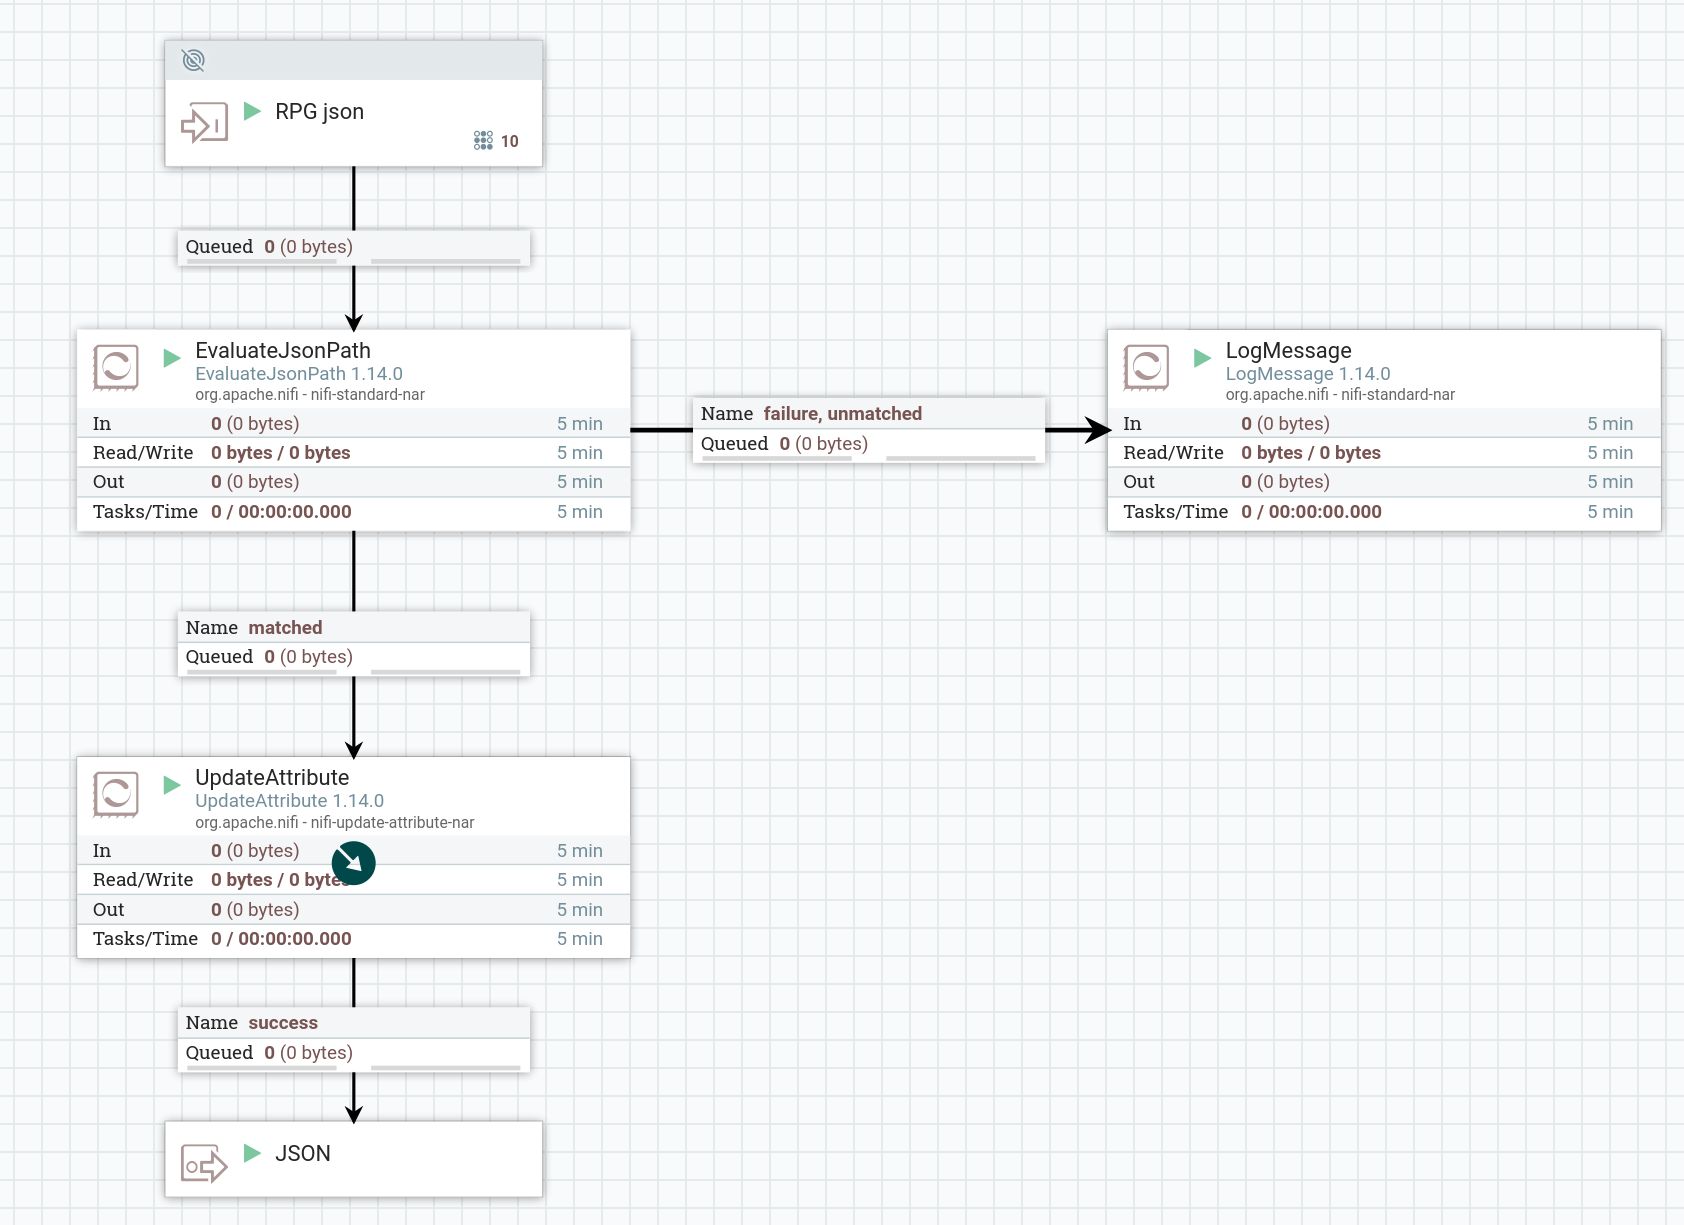 RPG json
10
Queued 0 (0 bytes)
EvaluateJsonPath
EvaluateJsonPath 1.14.0
org.apache.nifi - nifi-standard-nar
In 0 (0 bytes) 5 min
Read/Write 0 bytes / 0 bytes 5 min
Out 0 (0 bytes) 5 min
Tasks/Time 0 / 00:00:00.000 5 min
Name failure, unmatched
Queued 0 (0 bytes)
LogMessage
LogMessage 1.14.0
org.apache.nifi - nifi-standard-nar
In 0 (0 bytes) 5 min
Read/Write 0 bytes / 0 bytes 5 min
Out 0 (0 bytes) 5 min
Tasks/Time 0 / 00:00:00.000 5 min
Name matched
Queued 0 (0 bytes)
UpdateAttribute
UpdateAttribute 1.14.0
org.apache.nifi - nifi-update-attribute-nar
In 0 (0 bytes) 5 min
Read/Write 0 bytes / 0 bytes 5 min
Out 0 (0 bytes) 5 min
Tasks/Time 0 / 00:00:00.000 5 min
Name success
Queued 0 (0 bytes)
JSON